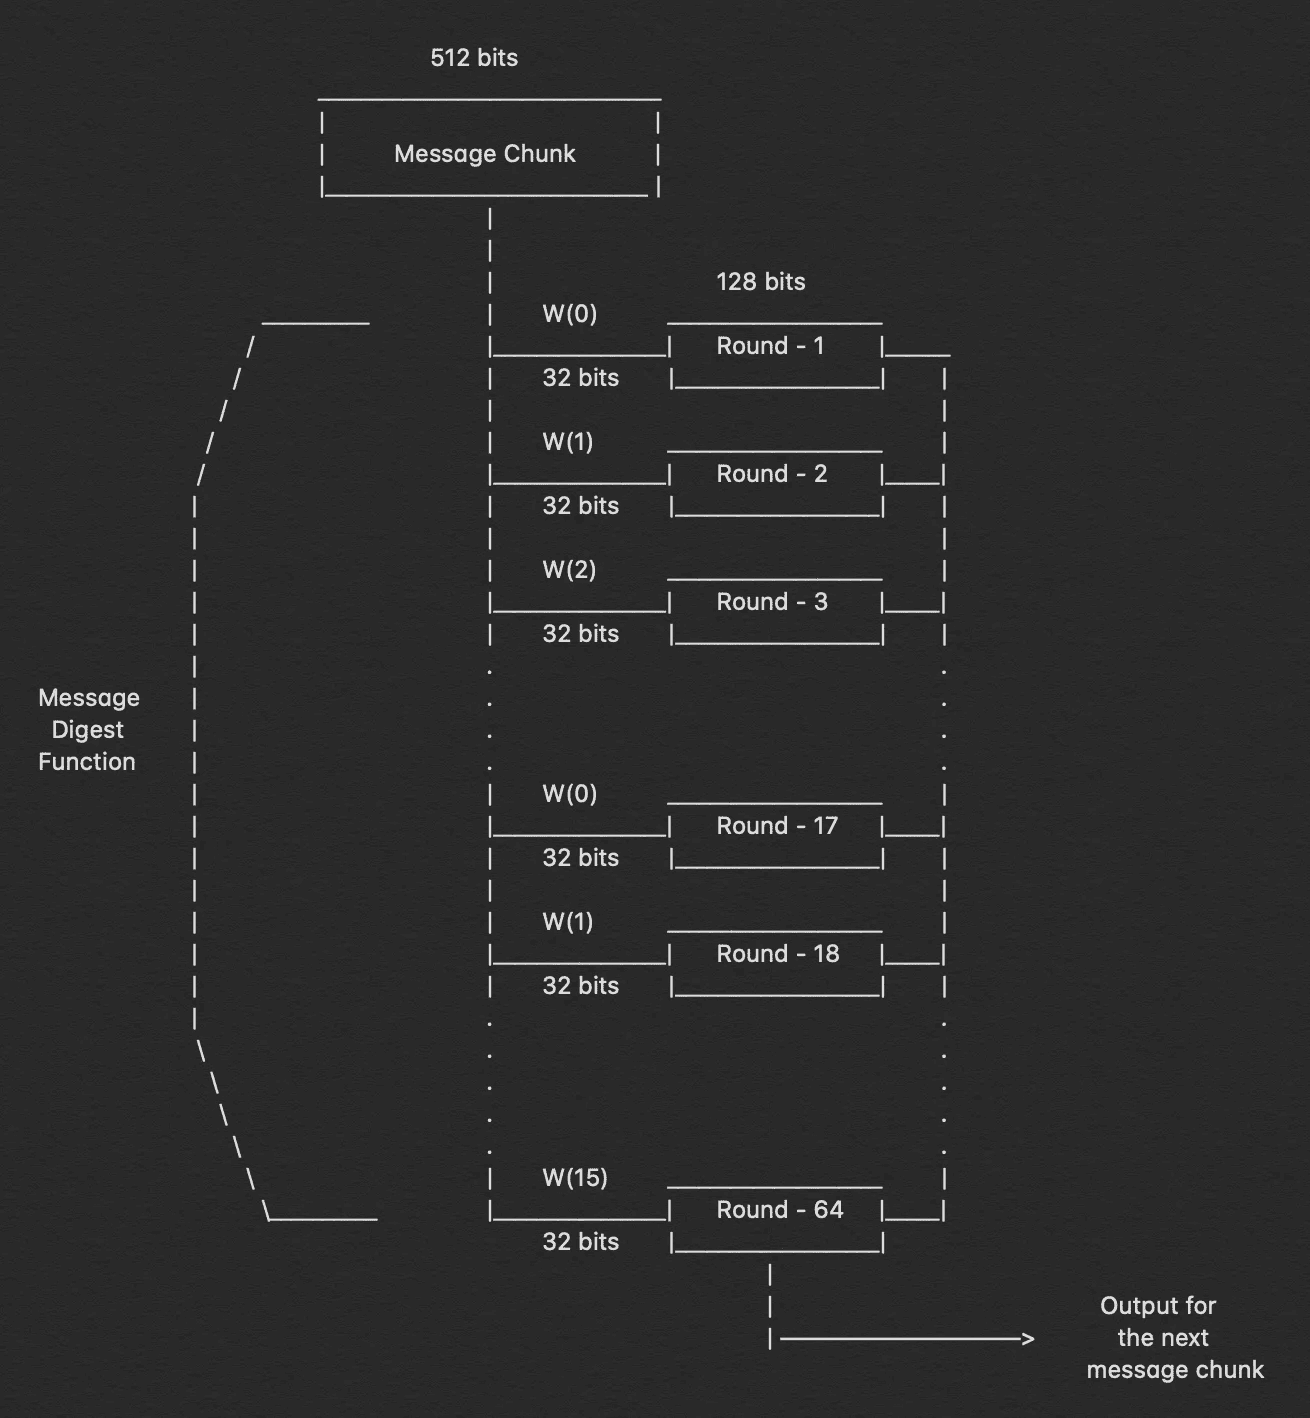 512 bits
Message Chunk
128 bits
W(0)
Round - 1
32 bits
W(1)
Round - 2
32 bits
W(2)
Round - 3
32 bits
Message
Digest
Function
W(0)
Round - 17
32 bits
W(1)
Round - 18
32 bits
W(15)
Round - 64
32 bits
Output for
the next
message chunk